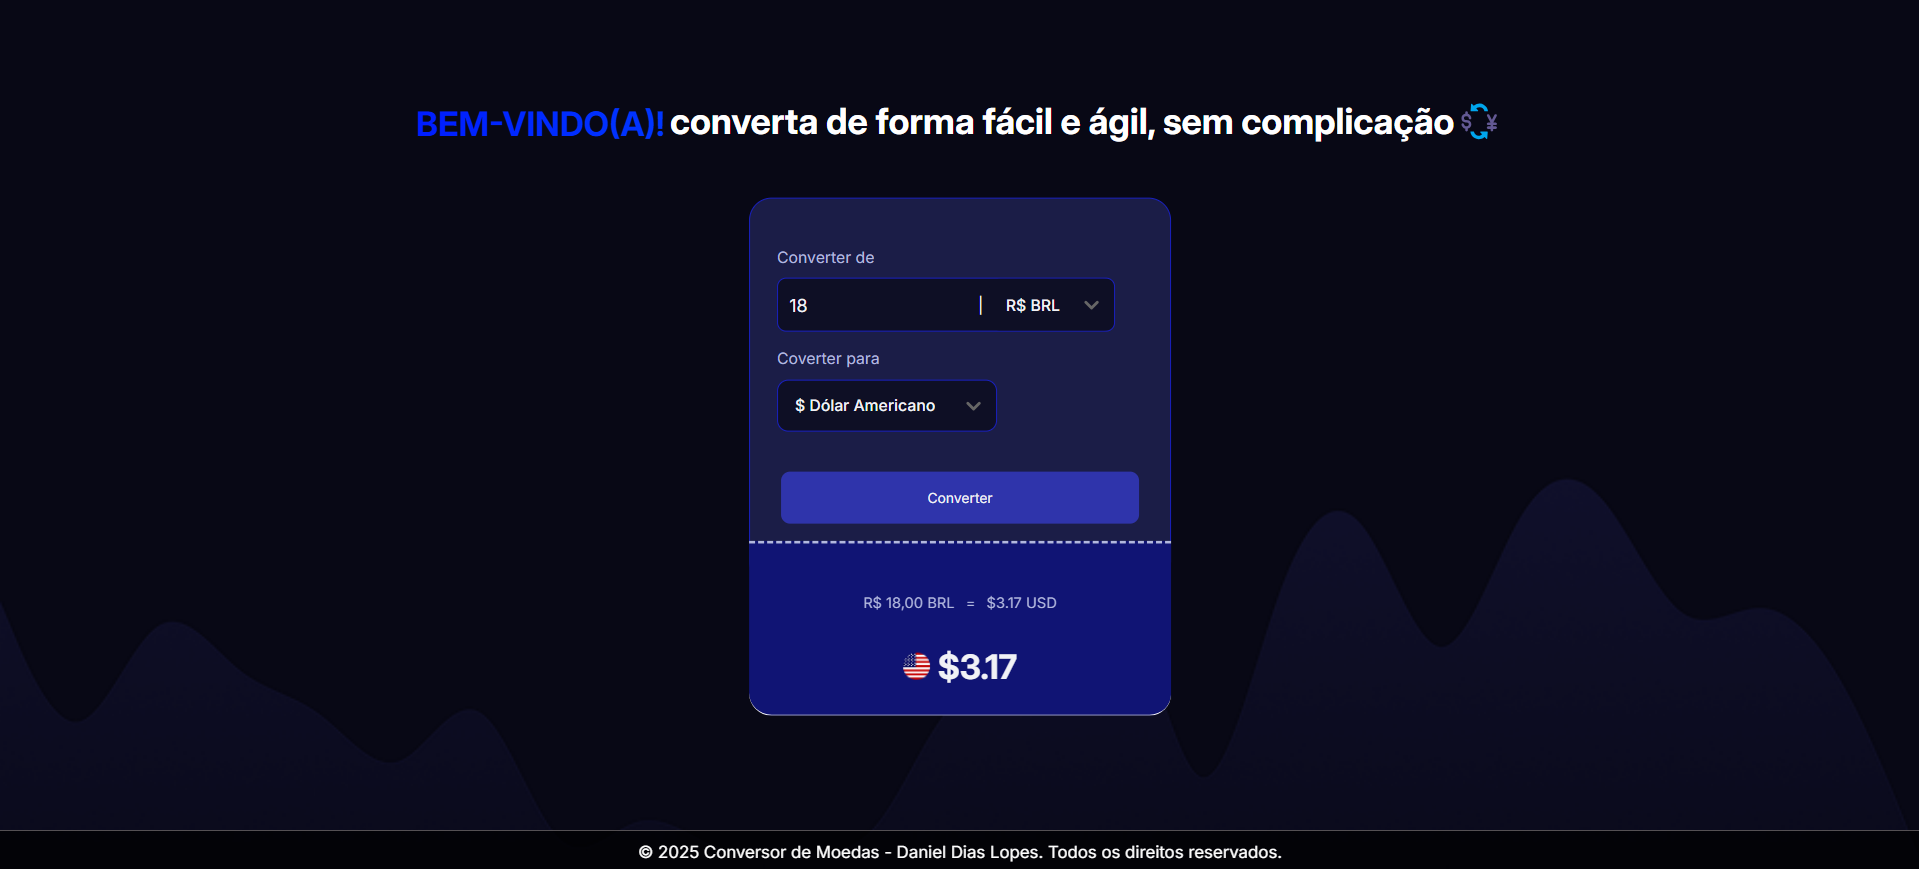 BEM-VINDO(A)! converta de forma fácil e ágil, sem complicação $ ¥
Converter de
18 | R$ BRL
Coverter para
$ Dólar Americano
Converter
R$ 18,00 BRL = $3.17 USD
$3.17
© 2025 Conversor de Moedas - Daniel Dias Lopes. Todos os direitos reservados.